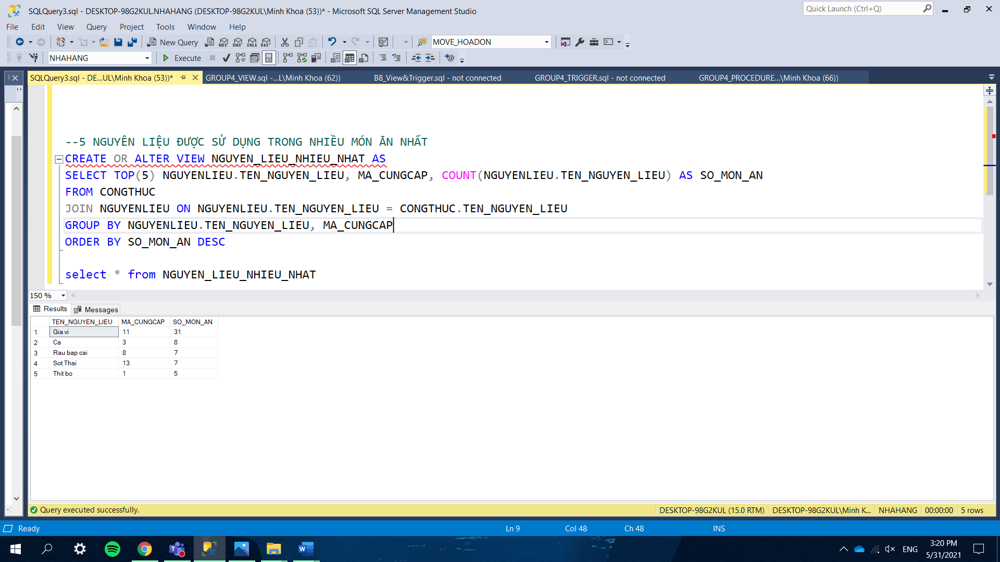 SQLQuery3.sql - DESKTOP-98G2KUL.NHAHANG (DESKTOP-98G2KUL\Minh Khoa (53))* - Microsoft SQL Server Management Studio
Quick Launch (Ctrl+Q)
File Edit View Query Project Tools Window Help
New Query MDX DMX XMLA DAX MOVE_HOADON
NHAHANG Execute
SQLQuery3.sql - DE...UL\Minh Khoa (53))* GROUP4_VIEW.sql -...L\Minh Khoa (62)) B8_View&Trigger.sql - not connected GROUP4_TRIGGER.sql - not connected GROUP4_PROCEDURE...\Minh Khoa (66))
--5 NGUYÊN LIỆU ĐƯỢC SỬ DỤNG TRONG NHIỀU MÓN ĂN NHẤT
CREATE OR ALTER VIEW NGUYEN_LIEU_NHIEU_NHAT AS
SELECT TOP(5) NGUYENLIEU.TEN_NGUYEN_LIEU, MA_CUNGCAP, COUNT(NGUYENLIEU.TEN_NGUYEN_LIEU) AS SO_MON_AN
FROM CONGTHUC
JOIN NGUYENLIEU ON NGUYENLIEU.TEN_NGUYEN_LIEU = CONGTHUC.TEN_NGUYEN_LIEU
GROUP BY NGUYENLIEU.TEN_NGUYEN_LIEU, MA_CUNGCAP
ORDER BY SO_MON_AN DESC
select * from NGUYEN_LIEU_NHIEU_NHAT
150 %
Results Messages
TEN_NGUYEN_LIEU MA_CUNGCAP SO_MON_AN
1 Gia vi 11 31
2 Ca 3 8
3 Rau bap cai 8 7
4 Sot Thai 13 7
5 Thit bo 1 5
Query executed successfully. DESKTOP-98G2KUL (15.0 RTM) DESKTOP-98G2KUL\Minh K... NHAHANG 00:00:00 5 rows
Ready Ln 9 Col 48 Ch 48 INS
ENG 3:20 PM
5/31/2021